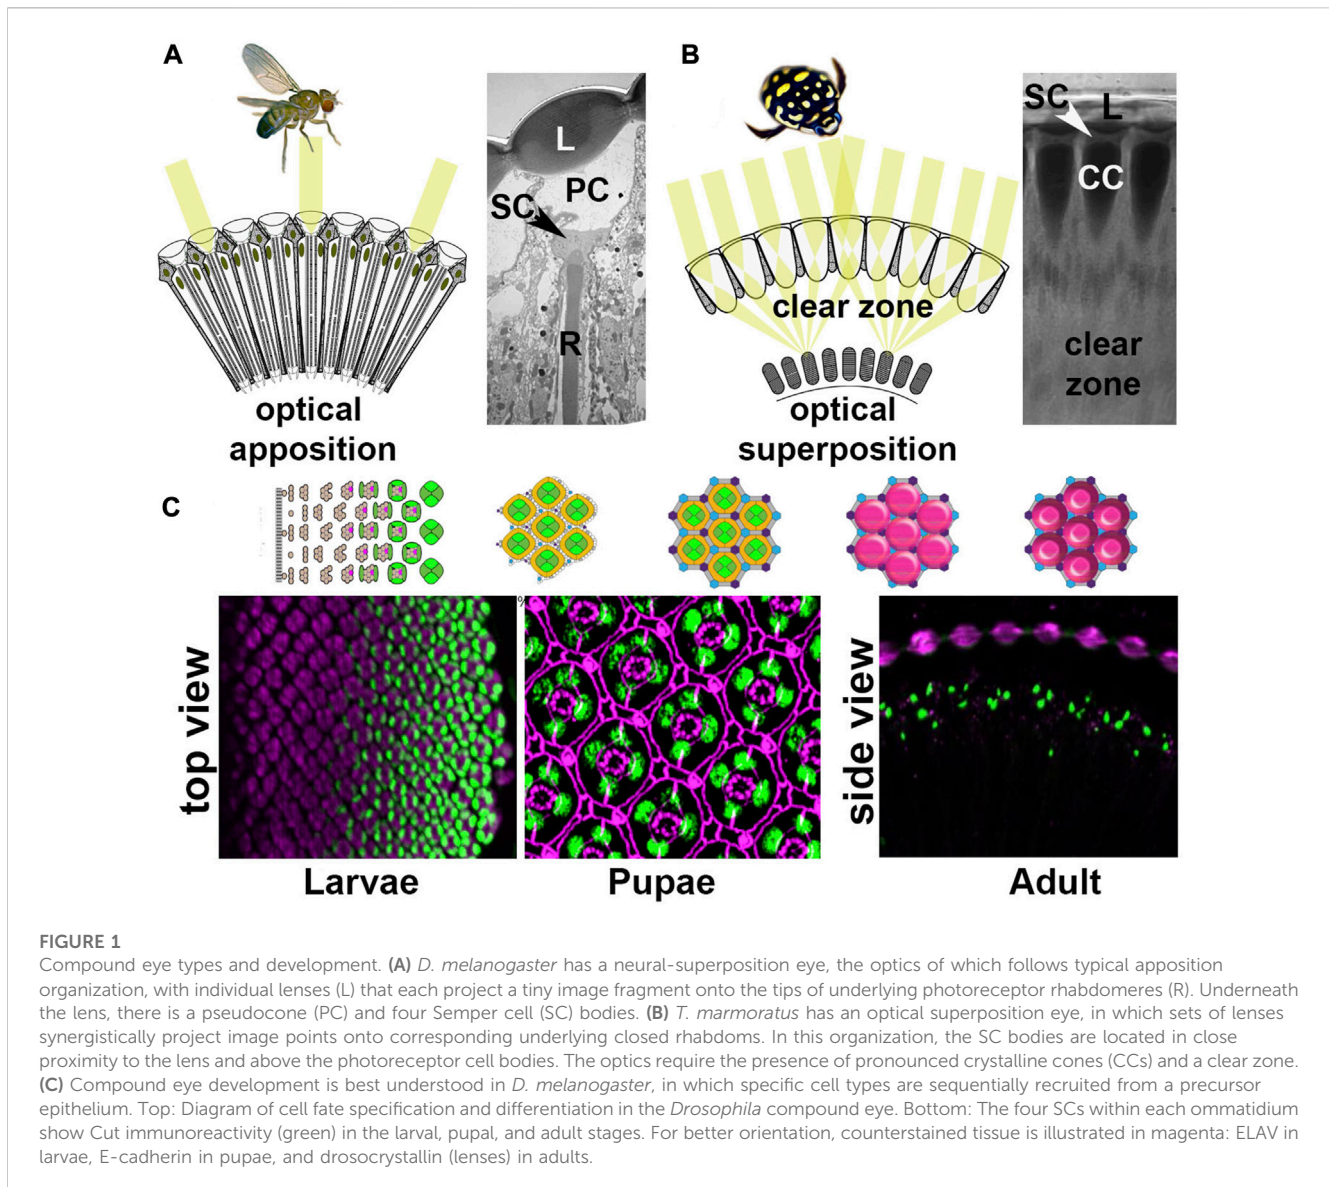 A
L
PC
SC
R
optical
apposition
B
SC
L
CC
clear zone
clear
zone
optical
superposition
C
%
top view
side view
Larvae
Pupae
Adult
FIGURE 1
Compound eye types and development. (A) D. melanogaster has a neural-superposition eye, the optics of which follows typical apposition
organization, with individual lenses (L) that each project a tiny image fragment onto the tips of underlying photoreceptor rhabdomeres (R). Underneath
the lens, there is a pseudocone (PC) and four Semper cell (SC) bodies. (B) T. marmoratus has an optical superposition eye, in which sets of lenses
synergistically project image points onto corresponding underlying closed rhabdoms. In this organization, the SC bodies are located in close
proximity to the lens and above the photoreceptor cell bodies. The optics require the presence of pronounced crystalline cones (CCs) and a clear zone.
(C) Compound eye development is best understood in D. melanogaster, in which specific cell types are sequentially recruited from a precursor
epithelium. Top: Diagram of cell fate specification and differentiation in the Drosophila compound eye. Bottom: The four SCs within each ommatidium
show Cut immunoreactivity (green) in the larval, pupal, and adult stages. For better orientation, counterstained tissue is illustrated in magenta: ELAV in
larvae, E-cadherin in pupae, and drosocrystallin (lenses) in adults.